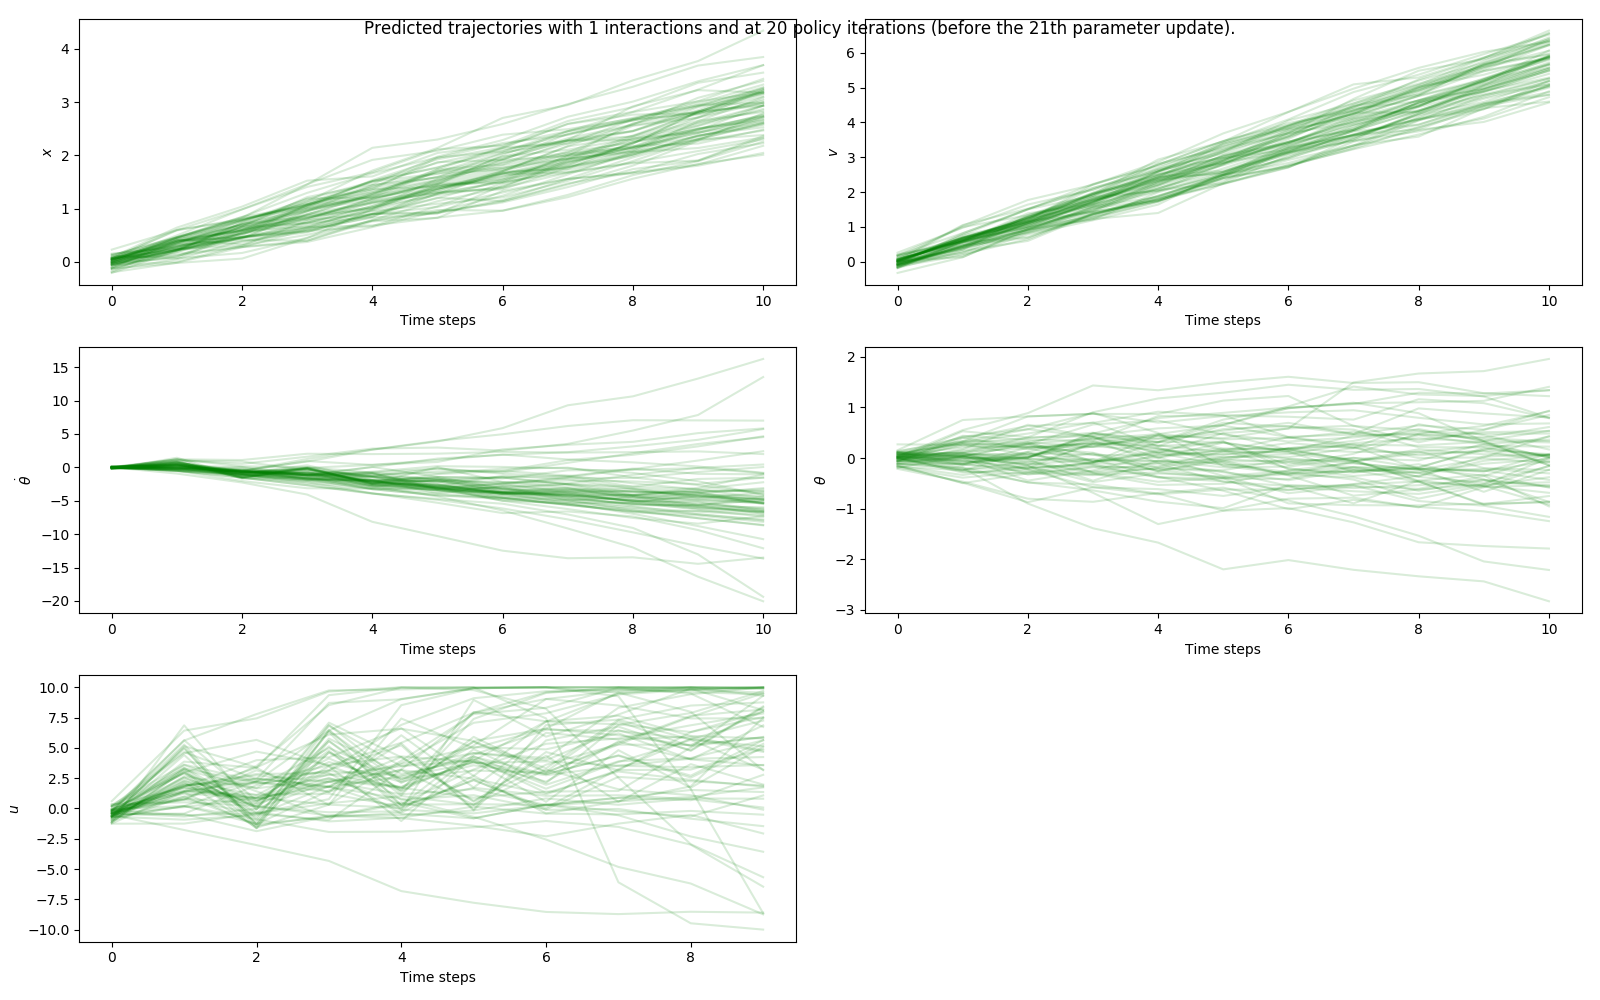 Predicted trajectories with 1 interactions and at 20 policy iterations (before the 21th parameter update).
4
3
2
1
0
x
0 2 4 6 8 10
Time steps
6
5
4
3
2
1
0
v
0 2 4 6 8 10
Time steps
15
10
5
0
−5
−10
−15
−20
θ̇
0 2 4 6 8 10
Time steps
2
1
0
−1
−2
−3
θ
0 2 4 6 8 10
Time steps
10.0
7.5
5.0
2.5
0.0
−2.5
−5.0
−7.5
−10.0
u
0 2 4 6 8
Time steps